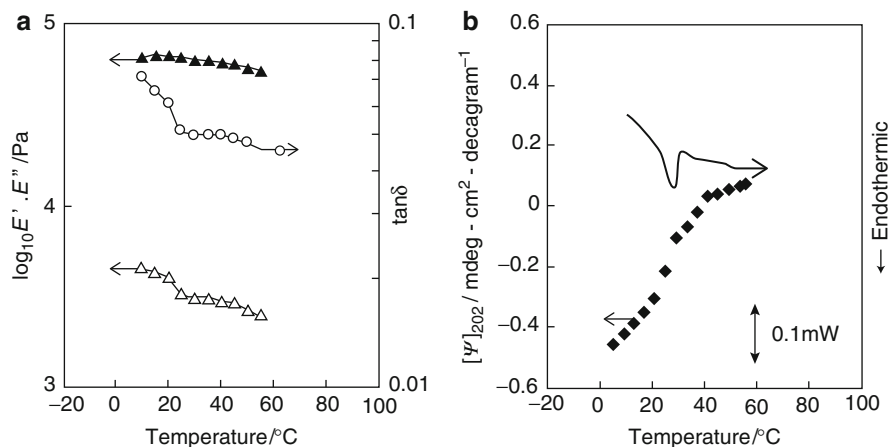 a
5
4
3
log10E′ .E″ /Pa
0.1
0.01
tanδ
−20
0
20
40
60
80
100
Temperature/°C
b
0.6
0.4
0.2
0
−0.2
−0.4
−0.6
[Ψ]202 / mdeg - cm2 - decagram−1
0.1mW
← Endothermic
−20
0
20
40
60
80
100
Temperature/°C